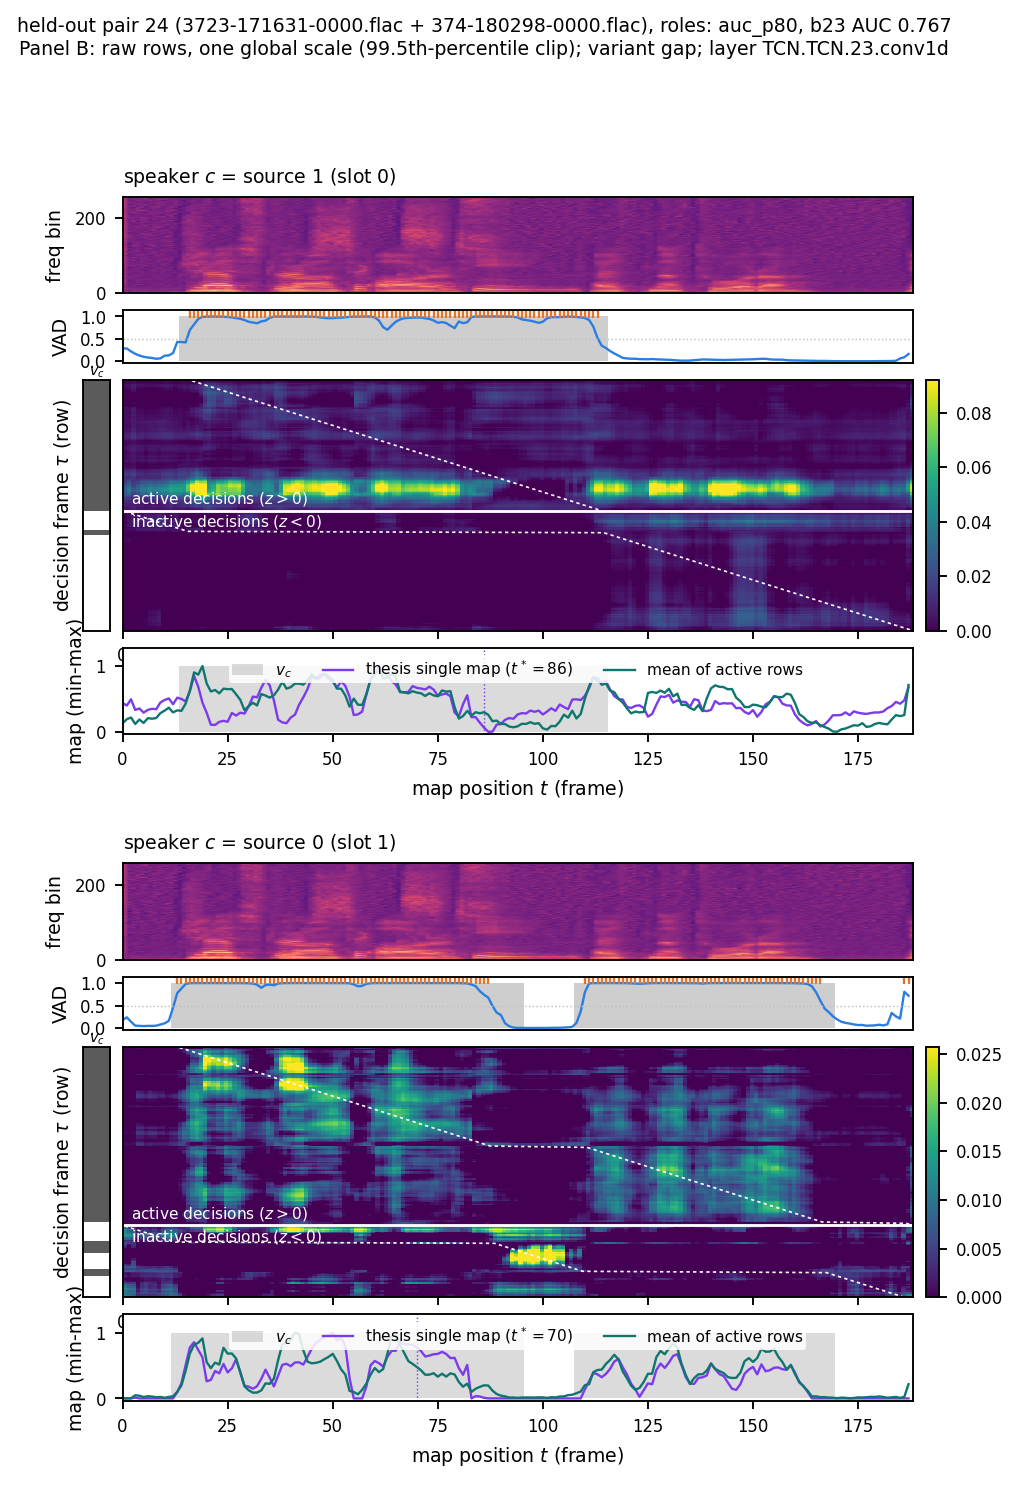 held-out pair 24 (3723-171631-0000.flac + 374-180298-0000.flac), roles: auc_p80, b23 AUC 0.767
Panel B: raw rows, one global scale (99.5th-percentile clip); variant gap; layer TCN.TCN.23.conv1d
speaker c = source 1 (slot 0)
freq bin
200
0
VAD
1.0
0.5
0.0
v_c
decision frame τ (row)
active decisions (z > 0)
inactive decisions (z < 0)
0.08
0.06
0.04
0.02
0.00
map (min-max)
1
0
v_c
thesis single map (t* = 86)
mean of active rows
0 25 50 75 100 125 150 175
map position t (frame)
speaker c = source 0 (slot 1)
freq bin
200
0
VAD
1.0
0.5
0.0
v_c
decision frame τ (row)
active decisions (z > 0)
inactive decisions (z < 0)
0.025
0.020
0.015
0.010
0.005
0.000
map (min-max)
1
0
v_c
thesis single map (t* = 70)
mean of active rows
0 25 50 75 100 125 150 175
map position t (frame)